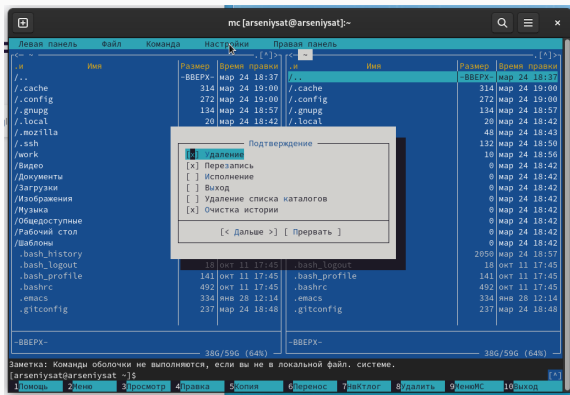 mc [arseniysat@arseniysat]:~
Левая панель Файл Команда Настройки Правая панель
<- ~ .[^]> <- ~ .[^]>
.и Имя Размер Время правки .и Имя Размер Время правки
/.. -ВВЕРХ- мар 24 18:37 /.. -ВВЕРХ- мар 24 18:37
/.cache 314 мар 24 19:00 /.cache 314 мар 24 19:00
/.config 272 мар 24 19:00 /.config 272 мар 24 19:00
/.gnupg 134 мар 24 18:57 /.gnupg 134 мар 24 18:57
/.local 20 мар 24 18:42 /.local 20 мар 24 18:42
/.mozilla 48 мар 24 18:43
/.ssh Подтверждение 132 мар 24 18:50
/work [x] Удаление 10 мар 24 18:56
/Видео [x] Перезапись 0 мар 24 18:42
/Документы [ ] Исполнение 0 мар 24 18:42
/Загрузки [ ] Выход 0 мар 24 18:42
/Изображения [ ] Удаление списка каталогов 0 мар 24 18:42
/Музыка [x] Очистка истории 0 мар 24 18:42
/Общедоступные 0 мар 24 18:42
/Рабочий стол [< Дальше >] [ Прервать ] 0 мар 24 18:42
/Шаблоны 0 мар 24 18:42
.bash_history 2050 мар 24 18:57
.bash_logout 18 окт 11 17:45 .bash_logout 18 окт 11 17:45
.bash_profile 141 окт 11 17:45 .bash_profile 141 окт 11 17:45
.bashrc 492 окт 11 17:45 .bashrc 492 окт 11 17:45
.emacs 334 янв 28 12:14 .emacs 334 янв 28 12:14
.gitconfig 237 мар 24 18:48 .gitconfig 237 мар 24 18:48
-ВВЕРХ- -ВВЕРХ-
38G/59G (64%) 38G/59G (64%)
Заметка: Команды оболочки не выполняются, если вы не в локальной файл. системе.
[arseniysat@arseniysat ~]$ [^]
1Помощь 2Меню 3Просмотр 4Правка 5Копия 6Перенос 7НвКтлог 8Удалить 9МенюMC 10Выход